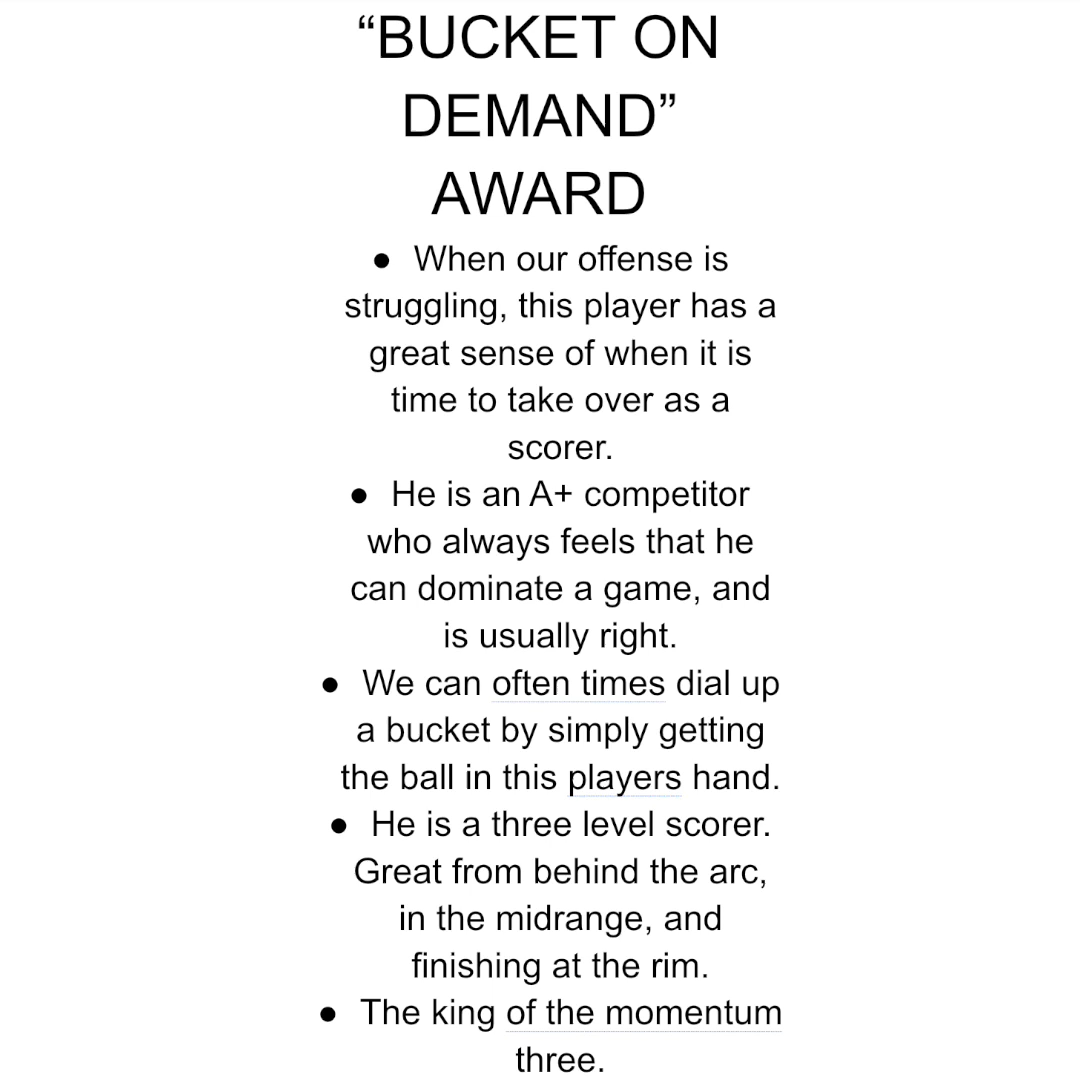 “BUCKET ON
DEMAND”
AWARD
● When our offense is
struggling, this player has a
great sense of when it is
time to take over as a
scorer.
● He is an A+ competitor
who always feels that he
can dominate a game, and
is usually right.
● We can often times dial up
a bucket by simply getting
the ball in this players hand.
● He is a three level scorer.
Great from behind the arc,
in the midrange, and
finishing at the rim.
● The king of the momentum
three.